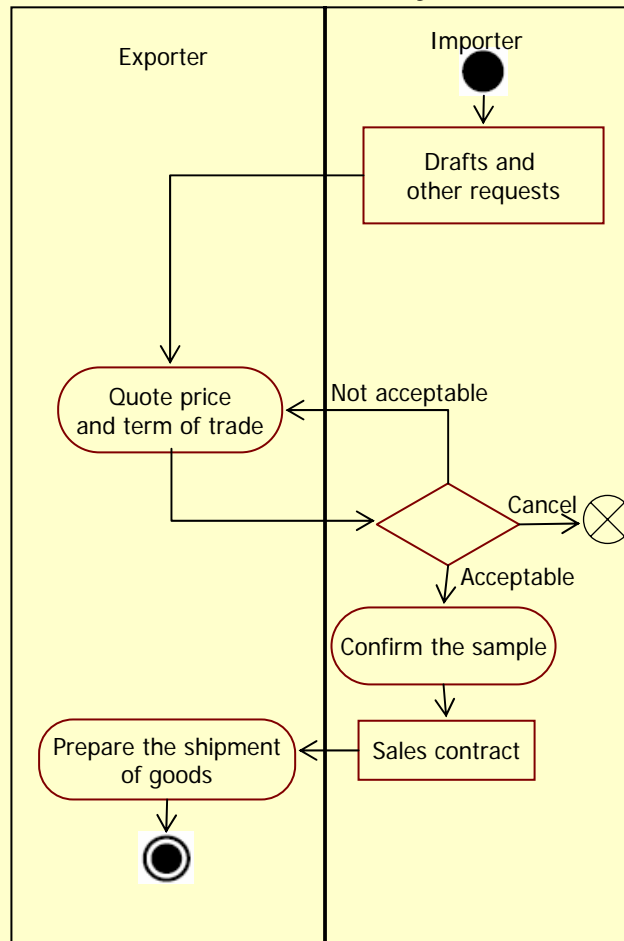 Exporter
Importer
Drafts and
other requests
Quote price
and term of trade
Not acceptable
Cancel
Acceptable
Confirm the sample
Prepare the shipment
of goods
Sales contract